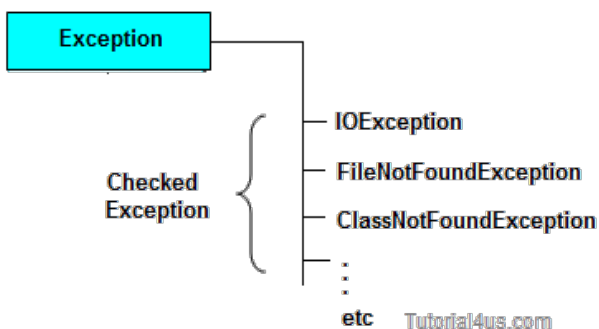 Exception
IOException
FileNotFoundException
Checked
Exception
ClassNotFoundException
etc
Tutorial4us.com